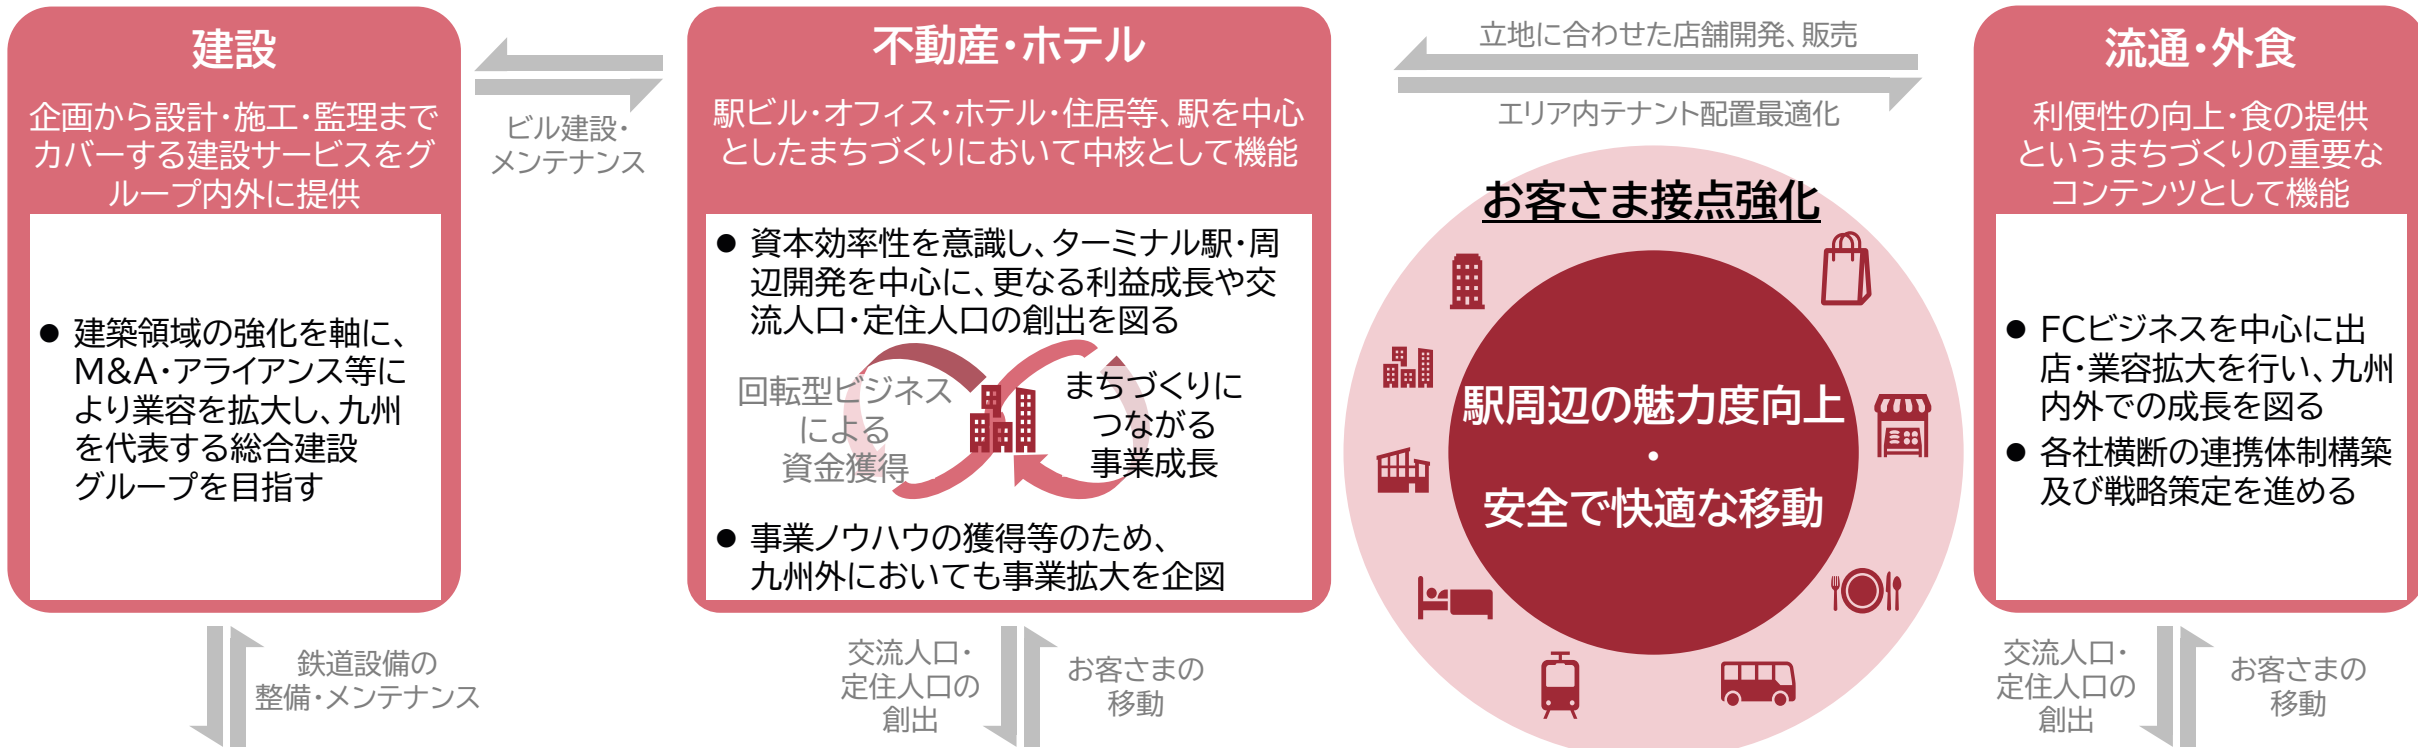 建設
企画から設計・施工・監理まで
カバーする建設サービスをグ
ループ内外に提供
● 建築領域の強化を軸に、
M&A・アライアンス等に
より業容を拡大し、九州
を代表する総合建設
グループを目指す
ビル建設・
メンテナンス
不動産・ホテル
駅ビル・オフィス・ホテル・住居等、駅を中心
としたまちづくりにおいて中核として機能
● 資本効率性を意識し、ターミナル駅・周
辺開発を中心に、更なる利益成長や交
流人口・定住人口の創出を図る
回転型ビジネス
による
資金獲得
まちづくりに
つながる
事業成長
● 事業ノウハウの獲得等のため、
九州外においても事業拡大を企図
立地に合わせた店舗開発、販売
エリア内テナント配置最適化
お客さま接点強化
駅周辺の魅力度向上
・
安全で快適な移動
流通・外食
利便性の向上・食の提供
というまちづくりの重要な
コンテンツとして機能
● FCビジネスを中心に出
店・業容拡大を行い、九州
内外での成長を図る
● 各社横断の連携体制構築
及び戦略策定を進める
鉄道設備の
整備・メンテナンス
交流人口・
定住人口の
創出
お客さまの
移動
交流人口・
定住人口の
創出
お客さまの
移動